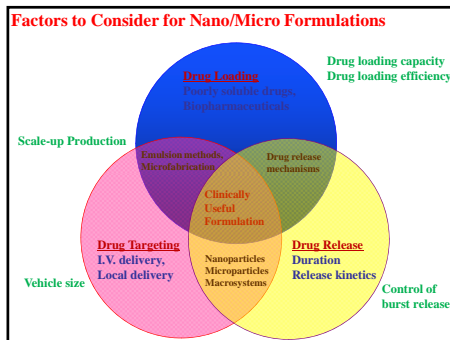 Factors to Consider for Nano/Micro Formulations
Drug loading capacity
Drug loading efficiency
Drug Loading
Poorly soluble drugs,
Biopharmaceuticals
Scale-up Production
Emulsion methods,
Microfabrication
Drug release
mechanisms
Clinically
Useful
Formulation
Drug Targeting
I.V. delivery,
Local delivery
Nanoparticles
Microparticles
Macrosystems
Drug Release
Duration
Release kinetics
Vehicle size
Control of
burst release